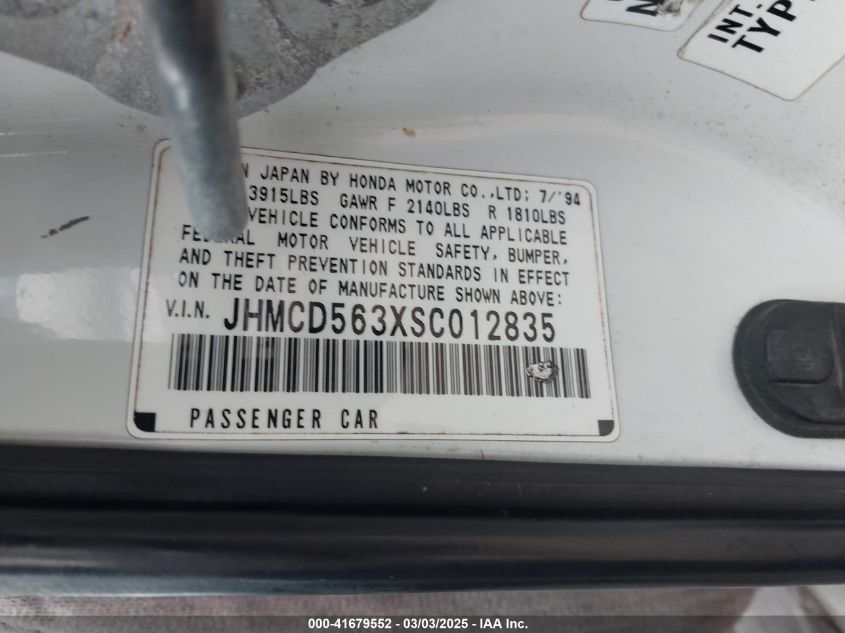 INT.
TYP
N JAPAN BY HONDA MOTOR CO.,LTD; 7/'94
3915LBS GAWR F 2140LBS R 1810LBS
VEHICLE CONFORMS TO ALL APPLICABLE
FEDERAL MOTOR VEHICLE SAFETY, BUMPER,
AND THEFT PREVENTION STANDARDS IN EFFECT
ON THE DATE OF MANUFACTURE SHOWN ABOVE:
V.I.N. JHMCD563XSC012835
PASSENGER CAR
000-41679552 - 03/03/2025 - IAA Inc.